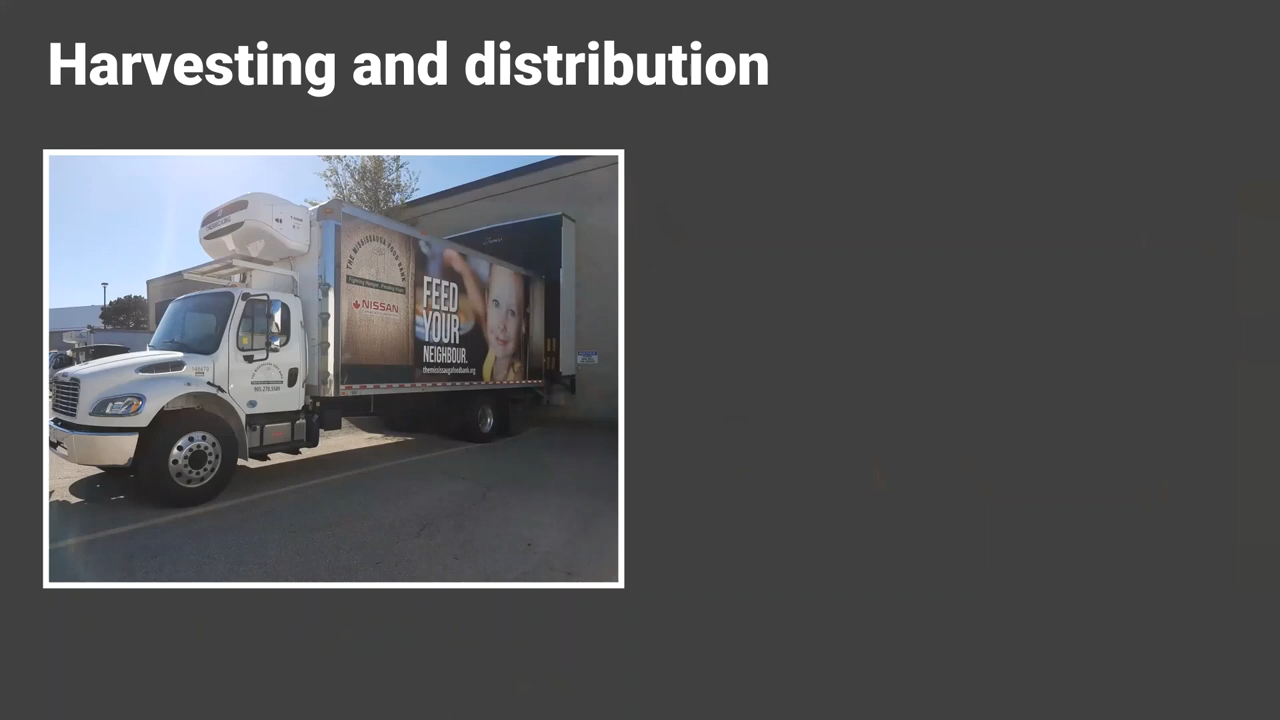 Harvesting and distribution
THE MISSISSAUGA FOOD BANK
NISSAN
FEED
YOUR
NEIGHBOUR.
themississaugafoodbank.org